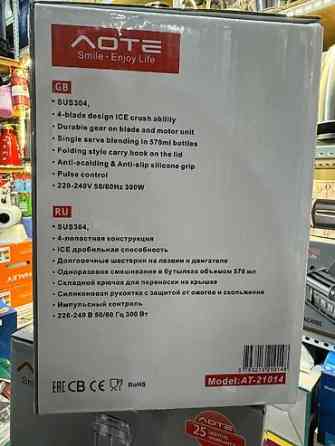 AOTE
Smile · Enjoy Life
GB
• SUS304,
• 4-blade design ICE crush ability
• Durable gear on blade and motor unit
• Single serve blending in 570ml bottles
• Folding style carry hook on the lid
• Anti-scalding & Anti-slip silicone grip
• Pulse control
• 220-240V 50/60Hz 300W
RU
• SUS304,
• 4-лопастная конструкция
• ICE дробильная способность
• Долговечные шестерни на лезвии и двигателе
• Одноразовое смешивание в бутылках объемом 570 мл
• Складной крючок для переноски на крышке
• Силиконовая рукоятка с защитой от ожогов и скольжения
• Импульсный контроль
• 220-240 В 50/60 Гц 300 Вт
EAC CB CE RoHS
Model: AT-21014
AOTE
25